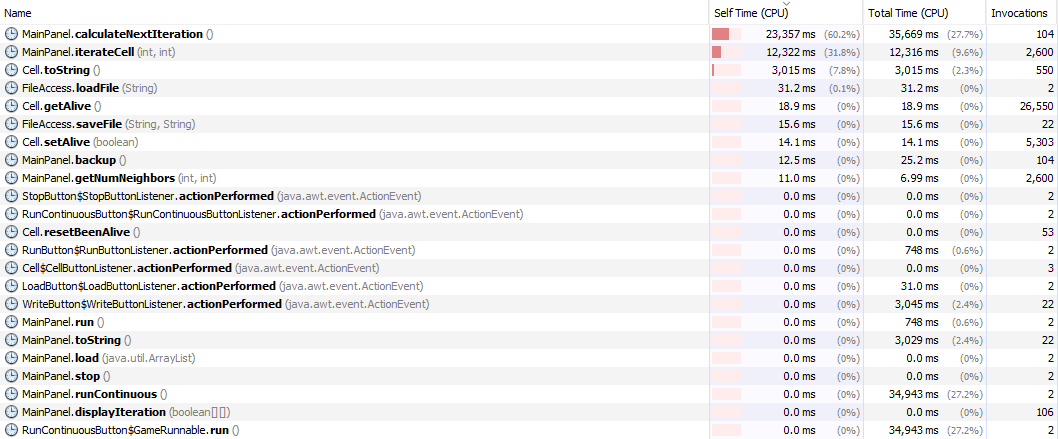 Name Self Time (CPU) Total Time (CPU) Invocations
MainPanel.calculateNextIteration () 23,357 ms (60.2%) 35,669 ms (27.7%) 104
MainPanel.iterateCell (int, int) 12,322 ms (31.8%) 12,316 ms (9.6%) 2,600
Cell.toString () 3,015 ms (7.8%) 3,015 ms (2.3%) 550
FileAccess.loadFile (String) 31.2 ms (0.1%) 31.2 ms (0%) 2
Cell.getAlive () 18.9 ms (0%) 18.9 ms (0%) 26,550
FileAccess.saveFile (String, String) 15.6 ms (0%) 15.6 ms (0%) 22
Cell.setAlive (boolean) 14.1 ms (0%) 14.1 ms (0%) 5,303
MainPanel.backup () 12.5 ms (0%) 25.2 ms (0%) 104
MainPanel.getNumNeighbors (int, int) 11.0 ms (0%) 6.99 ms (0%) 2,600
StopButton$StopButtonListener.actionPerformed (java.awt.event.ActionEvent) 0.0 ms (0%) 0.0 ms (0%) 2
RunContinuousButton$RunContinuousButtonListener.actionPerformed (java.awt.event.ActionEvent) 0.0 ms (0%) 0.0 ms (0%) 2
Cell.resetBeenAlive () 0.0 ms (0%) 0.0 ms (0%) 53
RunButton$RunButtonListener.actionPerformed (java.awt.event.ActionEvent) 0.0 ms (0%) 748 ms (0.6%) 2
Cell$CellButtonListener.actionPerformed (java.awt.event.ActionEvent) 0.0 ms (0%) 0.0 ms (0%) 3
LoadButton$LoadButtonListener.actionPerformed (java.awt.event.ActionEvent) 0.0 ms (0%) 31.0 ms (0%) 2
WriteButton$WriteButtonListener.actionPerformed (java.awt.event.ActionEvent) 0.0 ms (0%) 3,045 ms (2.4%) 22
MainPanel.run () 0.0 ms (0%) 748 ms (0.6%) 2
MainPanel.toString () 0.0 ms (0%) 3,029 ms (2.4%) 22
MainPanel.load (java.util.ArrayList) 0.0 ms (0%) 0.0 ms (0%) 2
MainPanel.stop () 0.0 ms (0%) 0.0 ms (0%) 2
MainPanel.runContinuous () 0.0 ms (0%) 34,943 ms (27.2%) 2
MainPanel.displayIteration (boolean[][]) 0.0 ms (0%) 0.0 ms (0%) 106
RunContinuousButton$GameRunnable.run () 0.0 ms (0%) 34,943 ms (27.2%) 2